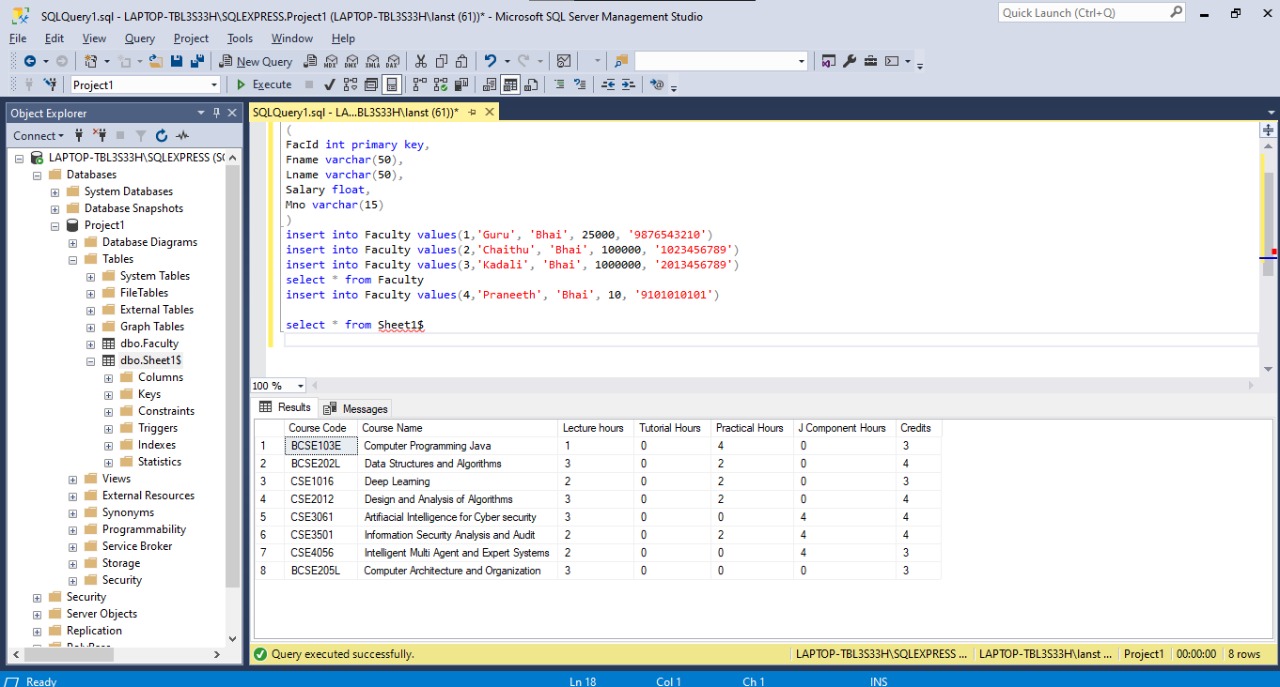 SQLQuery1.sql - LAPTOP-TBL3S33H\SQLEXPRESS.Project1 (LAPTOP-TBL3S33H\lanst (61))* - Microsoft SQL Server Management Studio
Quick Launch (Ctrl+Q)
File Edit View Query Project Tools Window Help
New Query MDX DMX XMLA DAX
Project1 Execute
Object Explorer
SQLQuery1.sql - LA...BL3S33H\lanst (61))*
Connect
LAPTOP-TBL3S33H\SQLEXPRESS (S
Databases
System Databases
Database Snapshots
Project1
Database Diagrams
Tables
System Tables
FileTables
External Tables
Graph Tables
dbo.Faculty
dbo.Sheet1$
Columns
Keys
Constraints
Triggers
Indexes
Statistics
Views
External Resources
Synonyms
Programmability
Service Broker
Storage
Security
Security
Server Objects
Replication
PolyBase
(
FacId int primary key,
Fname varchar(50),
Lname varchar(50),
Salary float,
Mno varchar(15)
)
insert into Faculty values(1,'Guru', 'Bhai', 25000, '9876543210')
insert into Faculty values(2,'Chaithu', 'Bhai', 100000, '1023456789')
insert into Faculty values(3,'Kadali', 'Bhai', 1000000, '2013456789')
select * from Faculty
insert into Faculty values(4,'Praneeth', 'Bhai', 10, '9101010101')
select * from Sheet1$
100 %
Results Messages
Course Code Course Name Lecture hours Tutorial Hours Practical Hours J Component Hours Credits
1 BCSE103E Computer Programming Java 1 0 4 0 3
2 BCSE202L Data Structures and Algorithms 3 0 2 0 4
3 CSE1016 Deep Learning 2 0 2 0 3
4 CSE2012 Design and Analysis of Algorithms 3 0 2 0 4
5 CSE3061 Artifiacial Intelligence for Cyber security 3 0 0 4 4
6 CSE3501 Information Security Analysis and Audit 2 0 2 4 4
7 CSE4056 Intelligent Multi Agent and Expert Systems 2 0 0 4 3
8 BCSE205L Computer Architecture and Organization 3 0 0 0 3
Query executed successfully. LAPTOP-TBL3S33H\SQLEXPRESS ... LAPTOP-TBL3S33H\lanst ... Project1 00:00:00 8 rows
Ready Ln 18 Col 1 Ch 1 INS